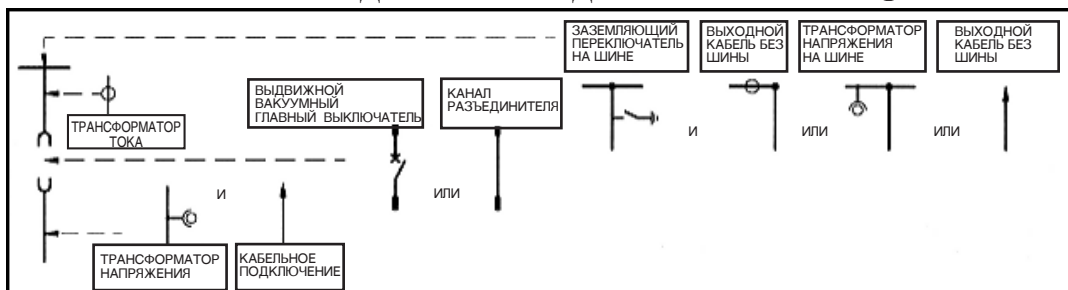 ЗАЗЕМЛЯЮЩИЙ
ПЕРЕКЛЮЧАТЕЛЬ
НА ШИНЕ
ВЫХОДНОЙ
КАБЕЛЬ БЕЗ
ШИНЫ
ТРАНСФОРМАТОР
НАПРЯЖЕНИЯ
НА ШИНЕ
ВЫХОДНОЙ
КАБЕЛЬ БЕЗ
ШИНЫ
ВЫДВИЖНОЙ
ВАКУУМНЫЙ
ГЛАВНЫЙ ВЫКЛЮЧАТЕЛЬ
КАНАЛ
РАЗЪЕДИНИТЕЛЯ
ТРАНСФОРМАТОР
ТОКА
И
ИЛИ
ИЛИ
И
ИЛИ
ТРАНСФОРМАТОР
НАПРЯЖЕНИЯ
КАБЕЛЬНОЕ
ПОДКЛЮЧЕНИЕ